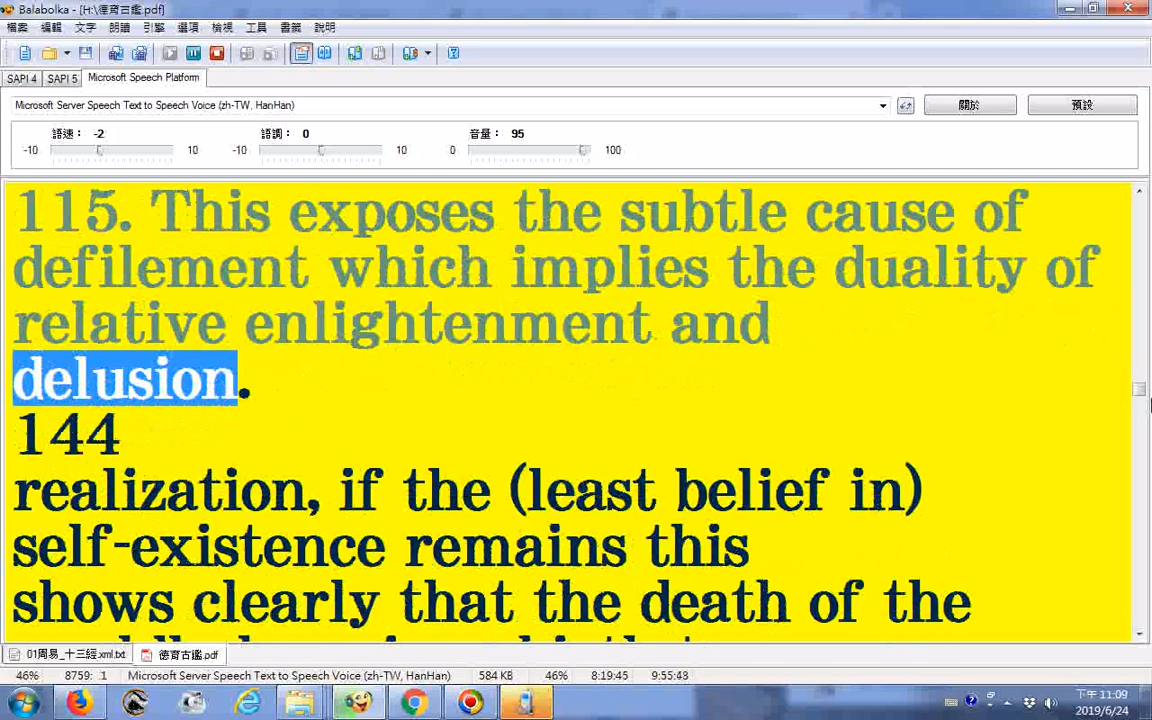 Balabolka - [H:\德育古鑑.pdf]
檔案 編輯 文字 朗讀 引擎 選項 檢視 工具 書籤 說明
SAPI 4 SAPI 5 Microsoft Speech Platform
Microsoft Server Speech Text to Speech Voice (zh-TW, HanHan) 關於 預設
語速： -2 語調： 0 音量： 95
-10 10 -10 10 0 100
115. This exposes the subtle cause of
defilement which implies the duality of
relative enlightenment and
delusion.
144
realization, if the (least belief in)
self-existence remains this
shows clearly that the death of the
01周易_十三經.xml.txt 德育古鑑.pdf
46% 8759: 1 Microsoft Server Speech Text to Speech Voice (zh-TW, HanHan) 584 KB 46% 8:19:45 9:55:48
下午 11:09
2019/6/24